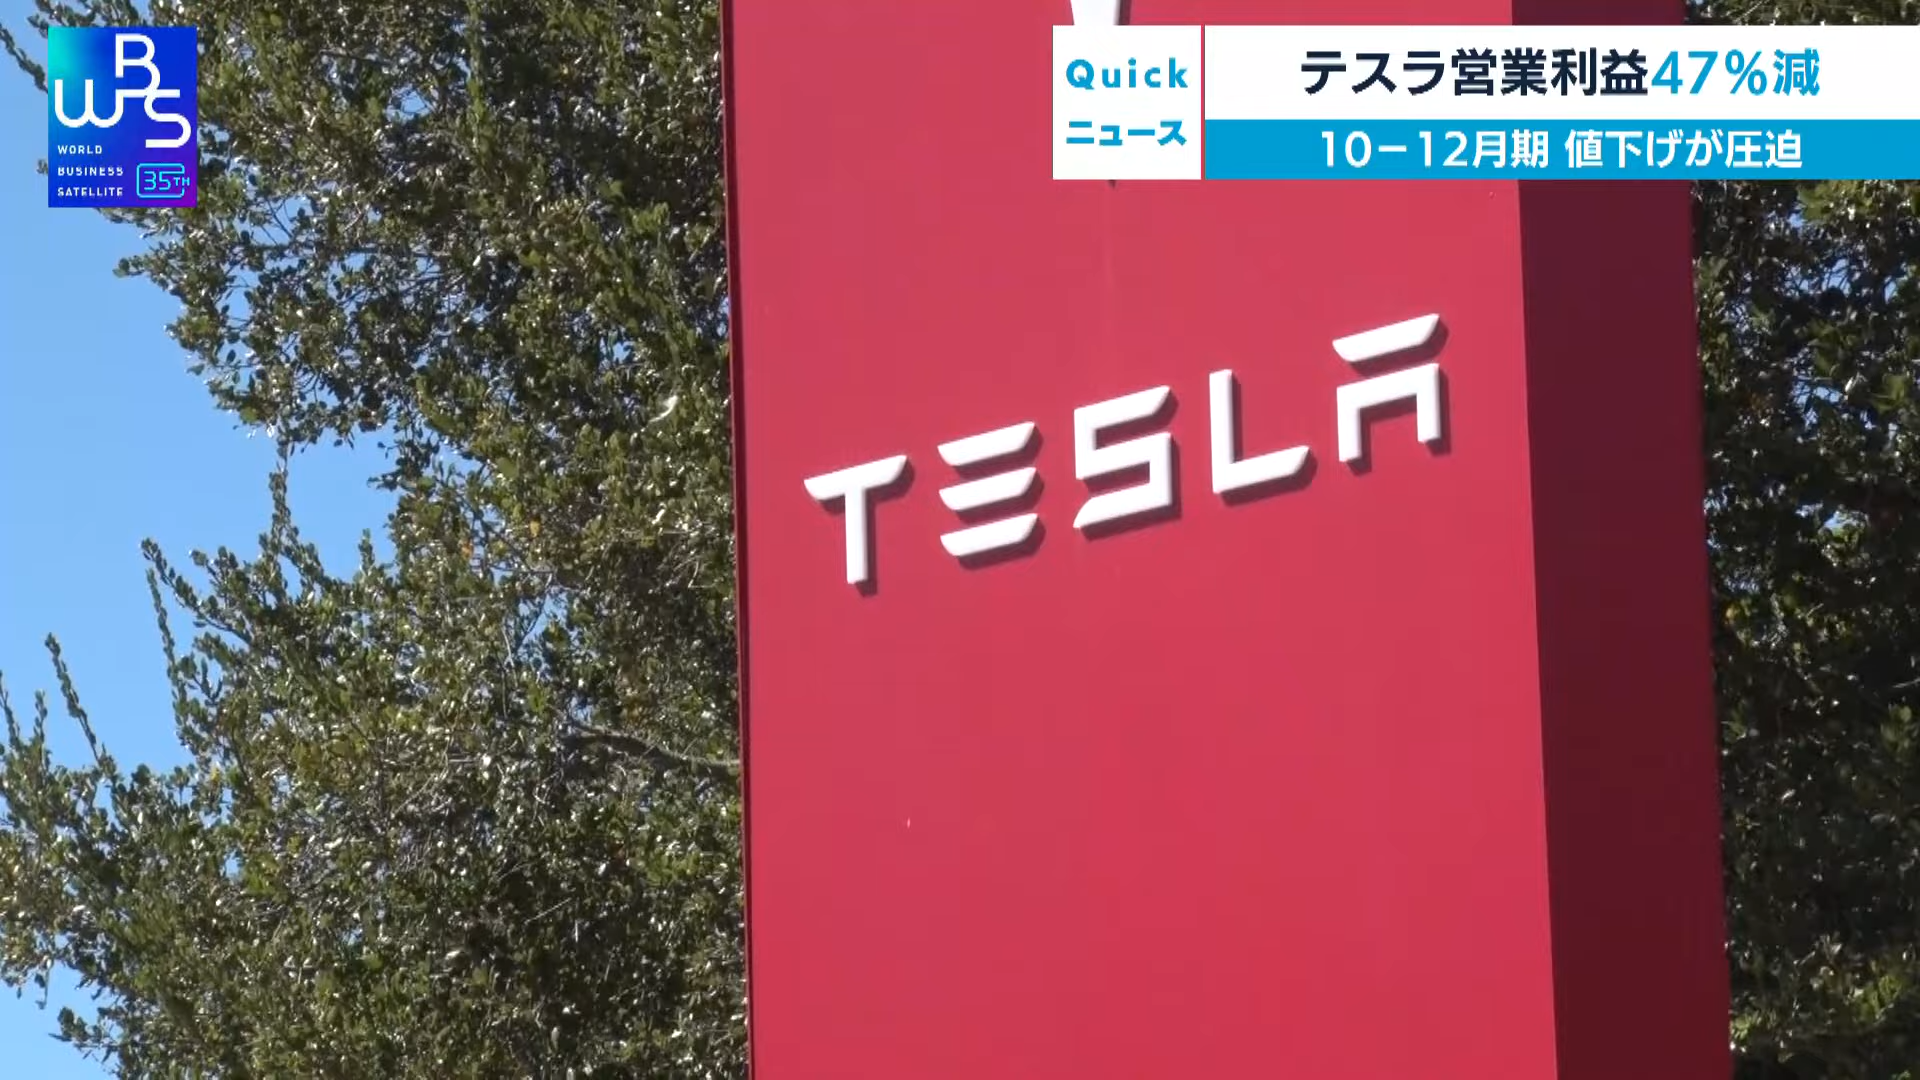 WBS
WORLD
BUSINESS
SATELLITE
35TH
Quick
ニュース
テスラ営業利益47%減
10－12月期 値下げが圧迫
TESLA